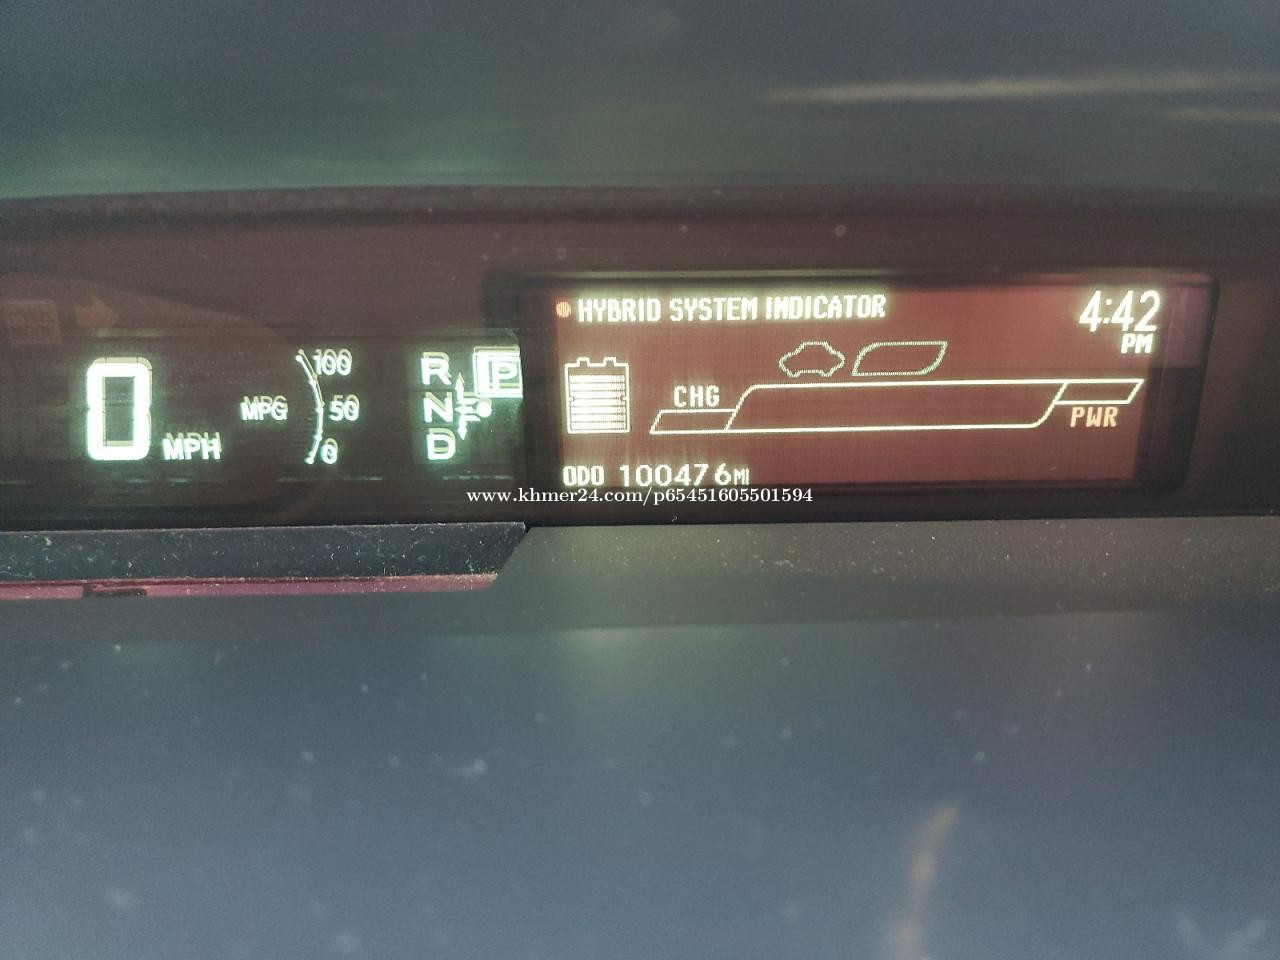 HYBRID SYSTEM INDICATOR
4:42
PM
0
MPH
MPG
100
50
0
R
N
D
P
CHG
PWR
ODO 100476MI
www.khmer24.com/p65451605501594